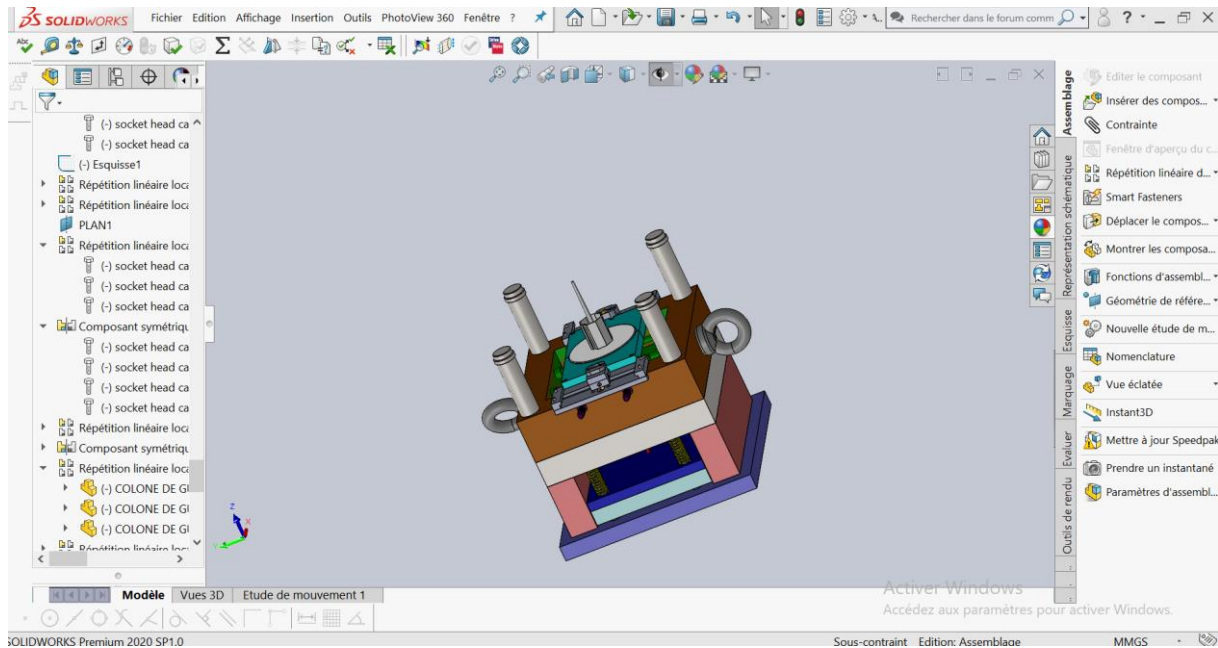 SOLIDWORKS Fichier Edition Affichage Insertion Outils PhotoView 360 Fenêtre ? Rechercher dans le forum comm ?
(-) socket head ca
(-) socket head ca
(-) Esquisse1
Répétition linéaire loca
Répétition linéaire loca
PLAN1
Répétition linéaire loca
(-) socket head ca
(-) socket head ca
(-) socket head ca
Composant symétriqu
(-) socket head ca
(-) socket head ca
(-) socket head ca
(-) socket head ca
Répétition linéaire loca
Composant symétriqu
Répétition linéaire loca
(-) COLONE DE GI
(-) COLONE DE GI
(-) COLONE DE GI
Répétition linéaire loc
Z
X
Y
Modèle Vues 3D Etude de mouvement 1
Assemblage
Représentation schématique
Esquisse
Marquage
Evaluer
Outils de rendu
Editer le composant
Insérer des compos...
Contrainte
Fenêtre d'aperçu du c...
Répétition linéaire d...
Smart Fasteners
Déplacer le compos...
Montrer les composa...
Fonctions d'assembl...
Géométrie de référe...
Nouvelle étude de m...
Nomenclature
Vue éclatée
Instant3D
Mettre à jour Speedpak
Prendre un instantané
Paramètres d'assembl...
Activer Windows
Accédez aux paramètres pour activer Windows.
SOLIDWORKS Premium 2020 SP1.0 Sous-contraint Edition: Assemblage MMGS -